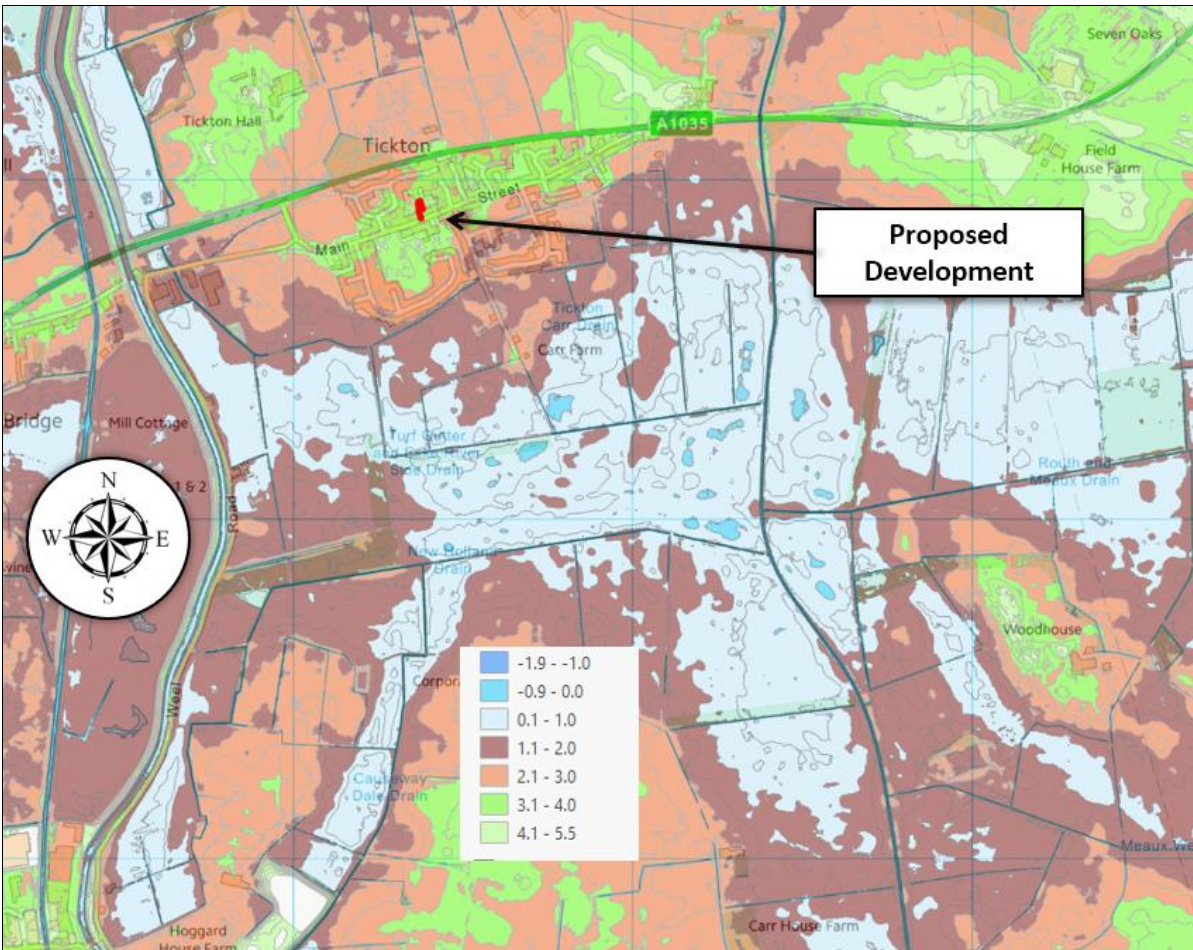 Seven Oaks
Tickton Hall
A1035
Tickton
Field
House Farm
Street
Main
Proposed
Development
Tickton
Carr Drain
Carr Farm
Bridge
Mill Cottage
Turf Gutter
Side Drain
Routh and
Meaux Drain
1 & 2
Road
N
W
E
S
New Holland
Drain
Woodhouse
-1.9 - -1.0
-0.9 - 0.0
0.1 - 1.0
1.1 - 2.0
2.1 - 3.0
3.1 - 4.0
4.1 - 5.5
Corpora
Weel
Causeway
Dale Drain
Meaux We
Hoggard
House Farm
Carr House Farm